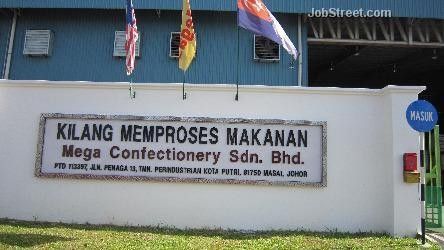 JobStreet.com
KILANG MEMPROSES MAKANAN
Mega Confectionery Sdn. Bhd.
PTD 113397, JLN. PENAGA 13, TMN. PERINDUSTRIAN KOTA PUTRI, 81750 MASAI, JOHOR
MASUK